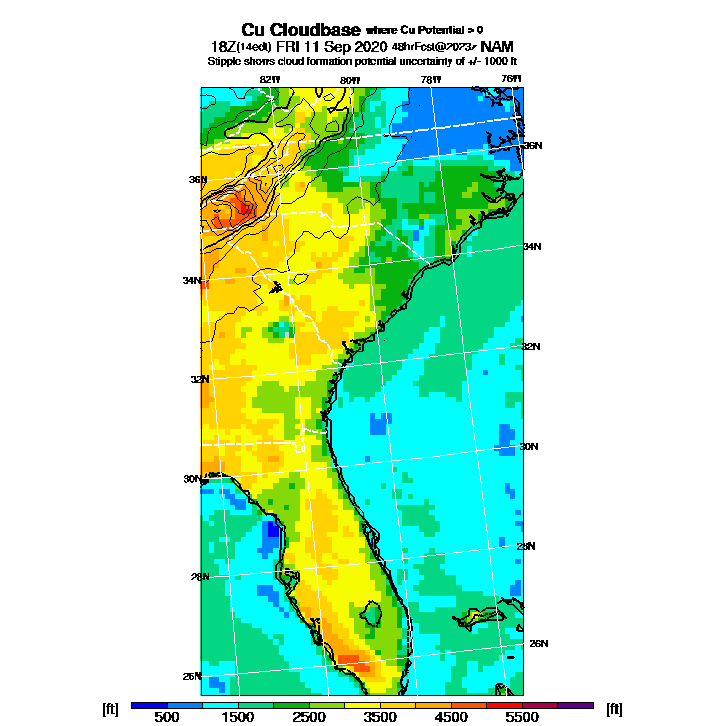 Cu Cloudbase where Cu Potential > 0
18Z(14edt) FRI 11 Sep 2020 48hrFcst@2023z NAM
Stipple shows cloud formation potential uncertainty of +/- 1000 ft
82W 80W 78W 76W
36N
36N
34N
34N
32N
32N
30N
30N
28N
28N
26N
26N
[ft] [ft]
500 1500 2500 3500 4500 5500